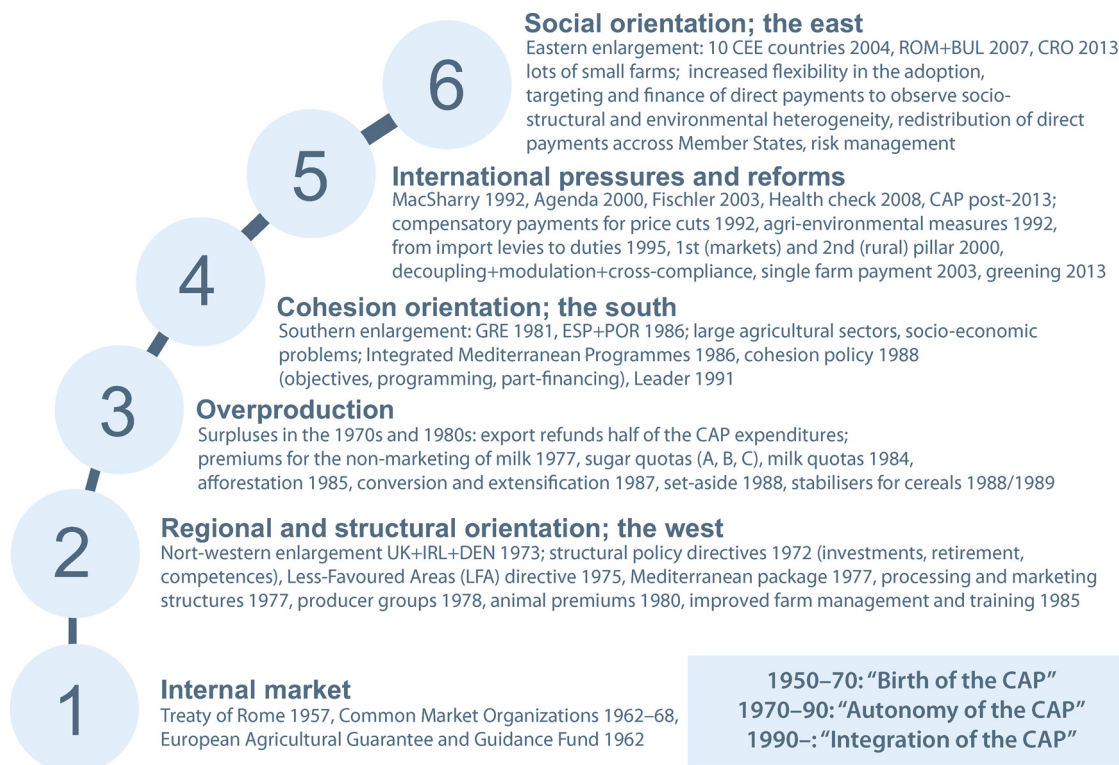 6
Social orientation; the east
Eastern enlargement: 10 CEE countries 2004, ROM+BUL 2007, CRO 2013
lots of small farms; increased flexibility in the adoption,
targeting and finance of direct payments to observe socio-
structural and environmental heterogeneity, redistribution of direct
payments accross Member States, risk management
5
International pressures and reforms
MacSharry 1992, Agenda 2000, Fischler 2003, Health check 2008, CAP post-2013;
compensatory payments for price cuts 1992, agri-environmental measures 1992,
from import levies to duties 1995, 1st (markets) and 2nd (rural) pillar 2000,
decoupling+modulation+cross-compliance, single farm payment 2003, greening 2013
4
Cohesion orientation; the south
Southern enlargement: GRE 1981, ESP+POR 1986; large agricultural sectors, socio-economic
problems; Integrated Mediterranean Programmes 1986, cohesion policy 1988
(objectives, programming, part-financing), Leader 1991
3
Overproduction
Surpluses in the 1970s and 1980s: export refunds half of the CAP expenditures;
premiums for the non-marketing of milk 1977, sugar quotas (A, B, C), milk quotas 1984,
afforestation 1985, conversion and extensification 1987, set-aside 1988, stabilisers for cereals 1988/1989
2
Regional and structural orientation; the west
Nort-western enlargement UK+IRL+DEN 1973; structural policy directives 1972 (investments, retirement,
competences), Less-Favoured Areas (LFA) directive 1975, Mediterranean package 1977, processing and marketing
structures 1977, producer groups 1978, animal premiums 1980, improved farm management and training 1985
1
Internal market
Treaty of Rome 1957, Common Market Organizations 1962–68,
European Agricultural Guarantee and Guidance Fund 1962
1950–70: “Birth of the CAP”
1970–90: “Autonomy of the CAP”
1990–: “Integration of the CAP”